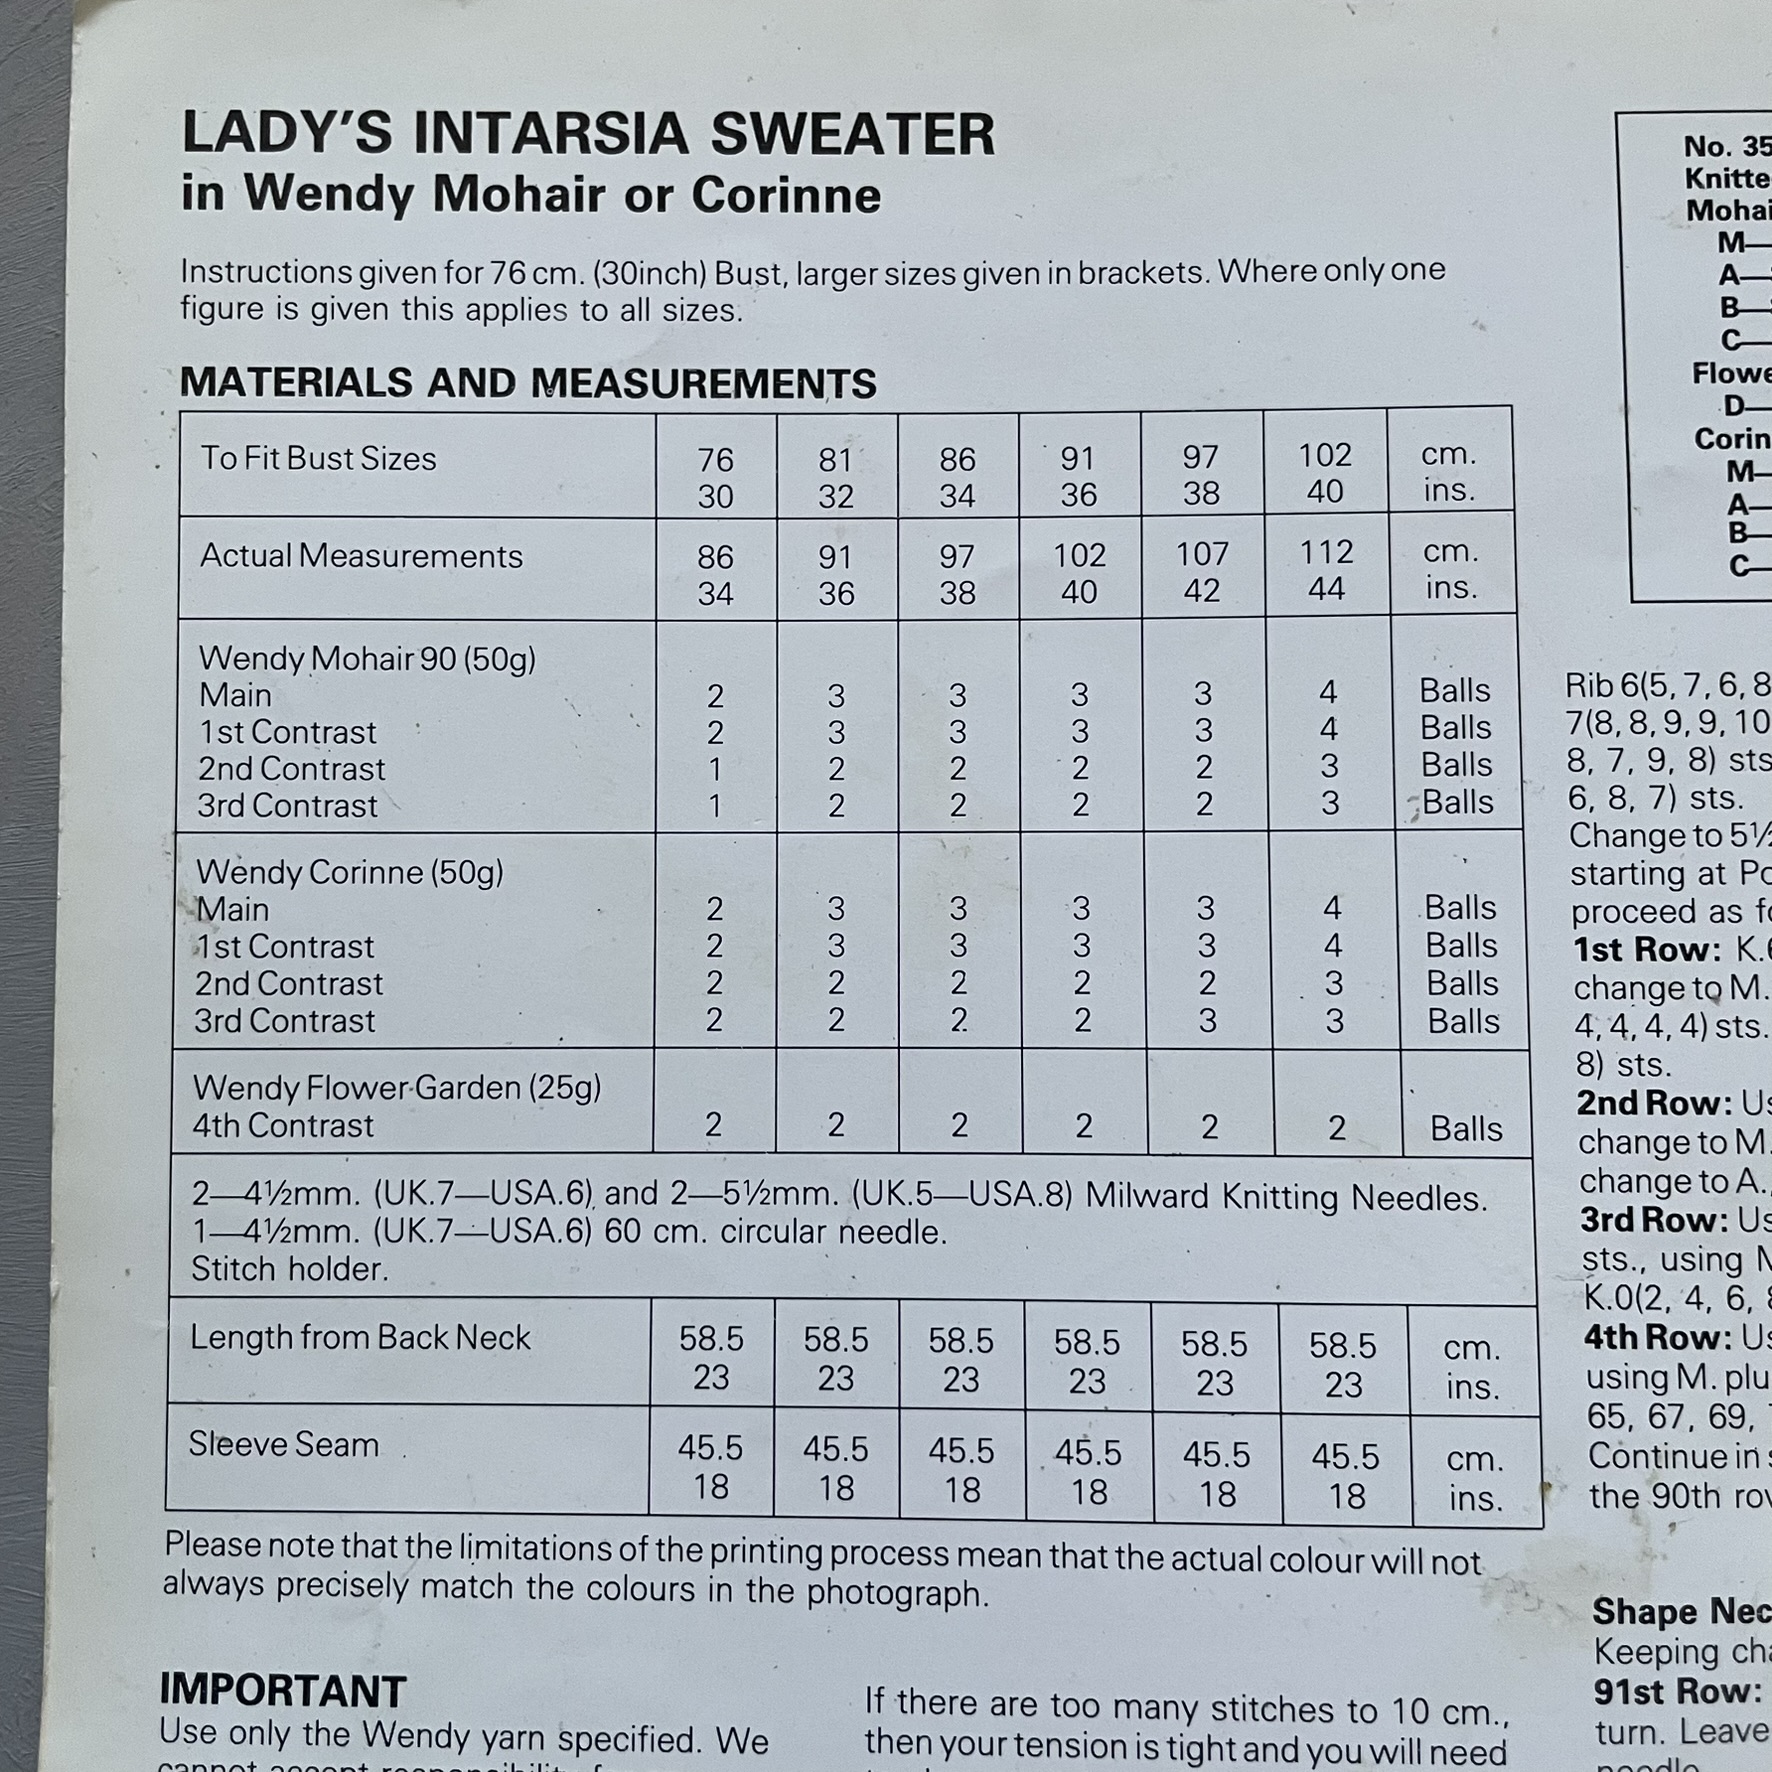 LADY'S INTARSIA SWEATER
in Wendy Mohair or Corinne
Instructions given for 76 cm. (30inch) Bust, larger sizes given in brackets. Where only one
figure is given this applies to all sizes.
MATERIALS AND MEASUREMENTS
To Fit Bust Sizes 76 81 86 91 97 102 cm.
30 32 34 36 38 40 ins.
Actual Measurements 86 91 97 102 107 112 cm.
34 36 38 40 42 44 ins.
Wendy Mohair 90 (50g)
Main 2 3 3 3 3 4 Balls
1st Contrast 2 3 3 3 3 4 Balls
2nd Contrast 1 2 2 2 2 3 Balls
3rd Contrast 1 2 2 2 2 3 Balls
Wendy Corinne (50g)
Main 2 3 3 3 3 4 Balls
1st Contrast 2 3 3 3 3 4 Balls
2nd Contrast 2 2 2 2 2 3 Balls
3rd Contrast 2 2 2 2 3 3 Balls
Wendy Flower Garden (25g)
4th Contrast 2 2 2 2 2 2 Balls
2—4½mm. (UK.7—USA.6) and 2—5½mm. (UK.5—USA.8) Milward Knitting Needles.
1—4½mm. (UK.7—USA.6) 60 cm. circular needle.
Stitch holder.
Length from Back Neck 58.5 58.5 58.5 58.5 58.5 58.5 cm.
23 23 23 23 23 23 ins.
Sleeve Seam 45.5 45.5 45.5 45.5 45.5 45.5 cm.
18 18 18 18 18 18 ins.
Please note that the limitations of the printing process mean that the actual colour will not
always precisely match the colours in the photograph.
IMPORTANT
Use only the Wendy yarn specified. We
If there are too many stitches to 10 cm.,
then your tension is tight and you will need
No. 35
Knitte
Mohai
M—
A—
B—
C—
Flowe
D—
Corin
M—
A—
B—
C—
Rib 6(5, 7, 6, 8
7(8, 8, 9, 9, 10
8, 7, 9, 8) sts
6, 8, 7) sts.
Change to 5½
starting at Po
proceed as fo
1st Row: K.6
change to M.
4, 4, 4, 4) sts.
8) sts.
2nd Row: Us
change to M.
change to A.,
3rd Row: Us
sts., using M
K.0(2, 4, 6, 8
4th Row: Us
using M. plu
65, 67, 69,
Continue in s
the 90th row
Shape Nec
Keeping cha
91st Row:
turn. Leave
needle